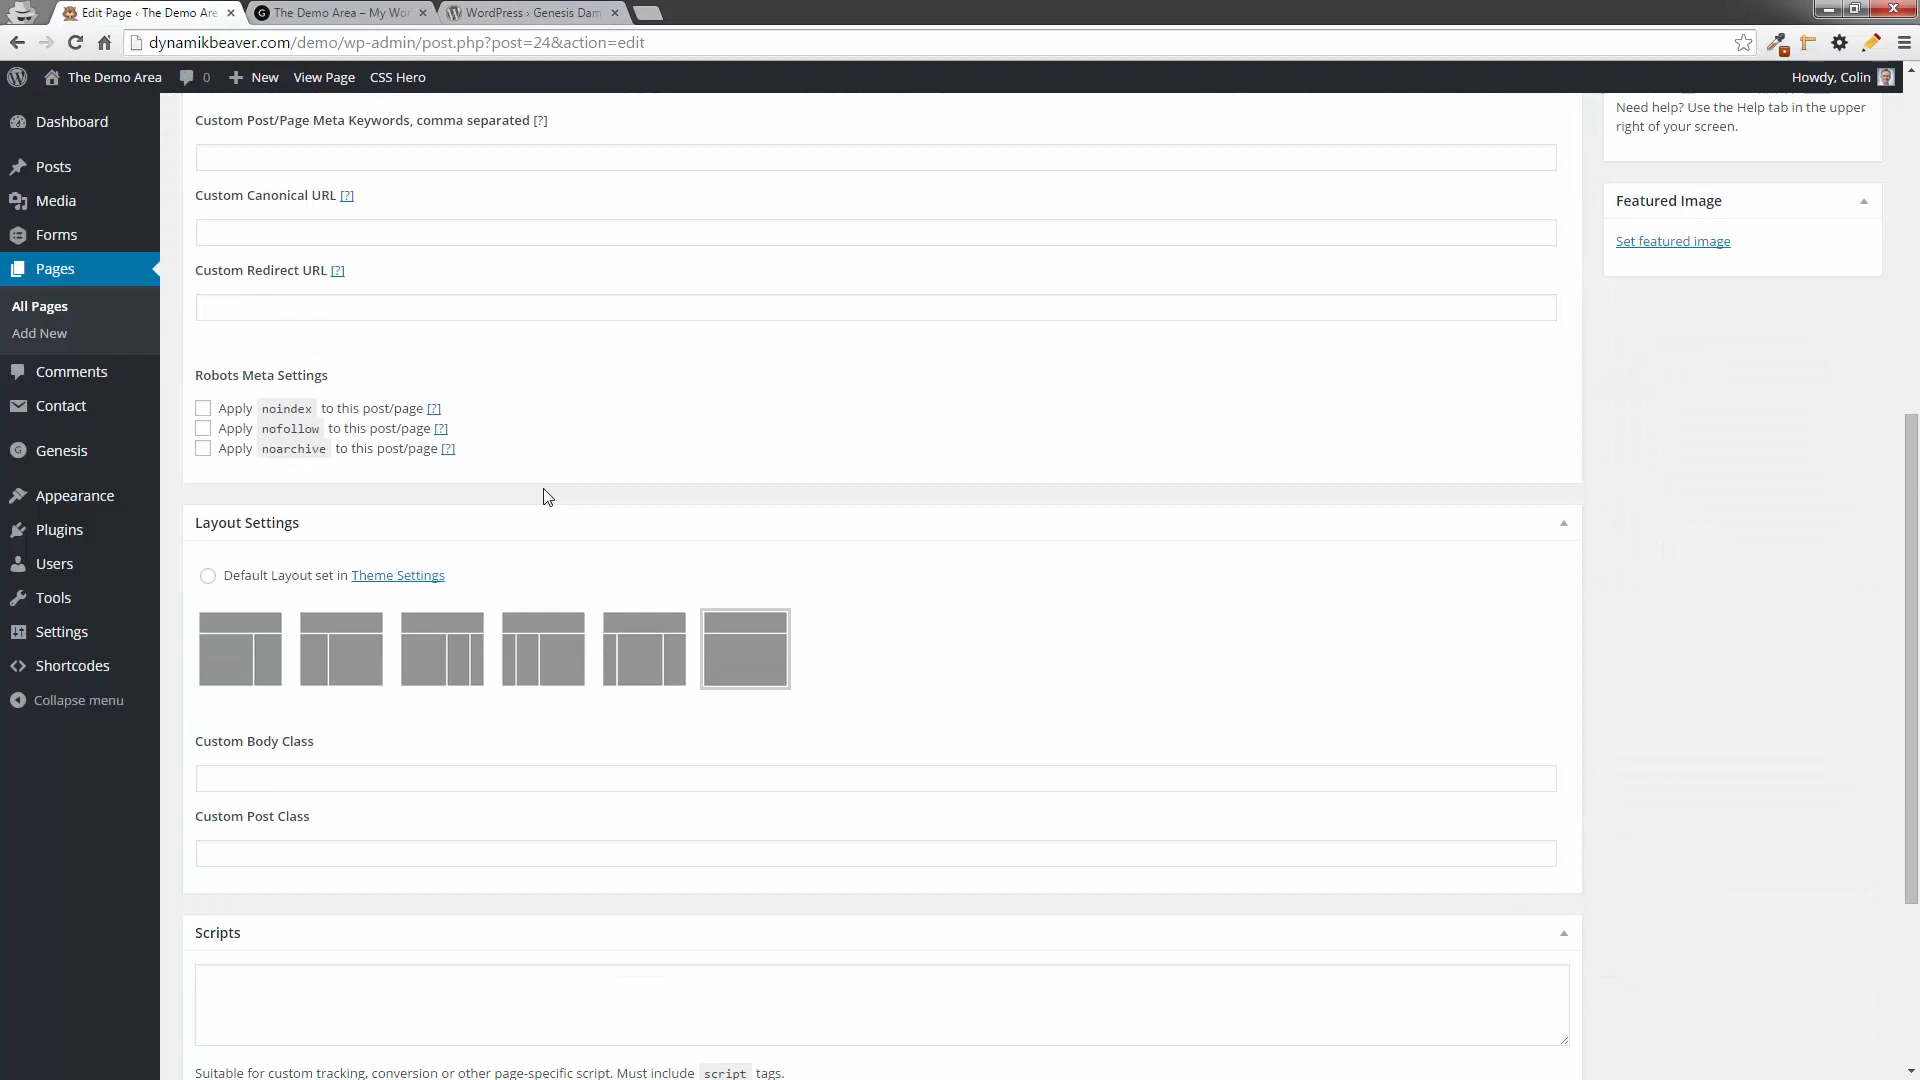 Edit Page ‹ The Demo Are
The Demo Area – My Wor
WordPress › Genesis Dam
dynamikbeaver.com/demo/wp-admin/post.php?post=24&action=edit
The Demo Area
0
New
View Page
CSS Hero
Howdy, Colin
Dashboard
Posts
Media
Forms
Pages
All Pages
Add New
Comments
Contact
Genesis
Appearance
Plugins
Users
Tools
Settings
Shortcodes
Collapse menu
Custom Post/Page Meta Keywords, comma separated [?]
Custom Canonical URL [?]
Custom Redirect URL [?]
Robots Meta Settings
Apply noindex to this post/page [?]
Apply nofollow to this post/page [?]
Apply noarchive to this post/page [?]
Layout Settings
Default Layout set in Theme Settings
Custom Body Class
Custom Post Class
Scripts
Suitable for custom tracking, conversion or other page-specific script. Must include script tags.
Need help? Use the Help tab in the upper
right of your screen.
Featured Image
Set featured image